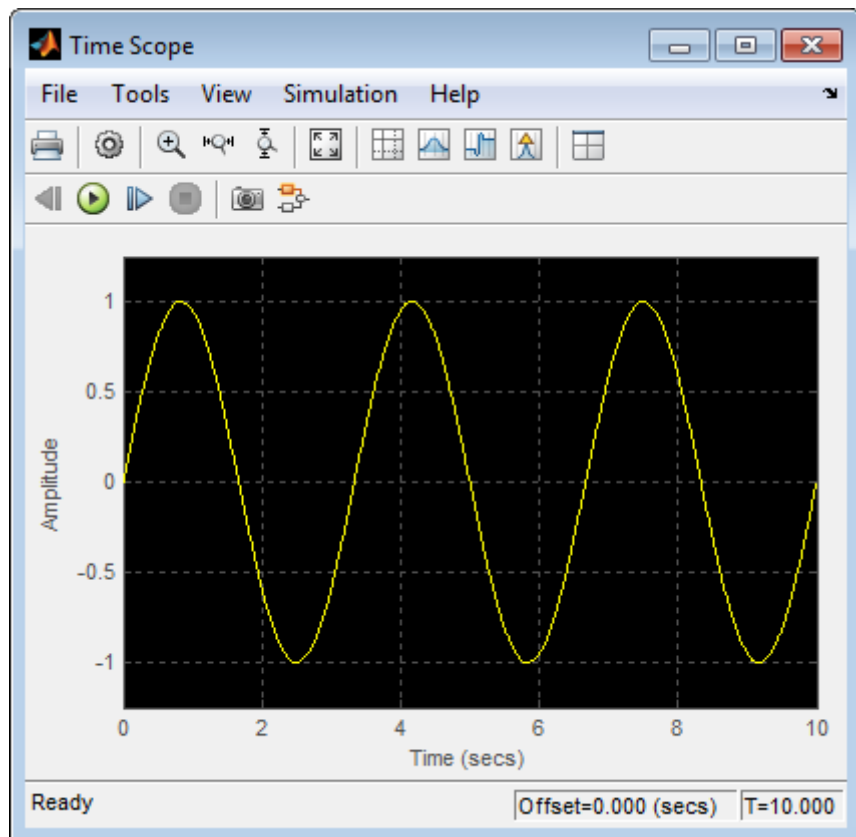 Time Scope
File Tools View Simulation Help
1
0.5
0
-0.5
-1
Amplitude
0 2 4 6 8 10
Time (secs)
Ready Offset=0.000 (secs) T=10.000